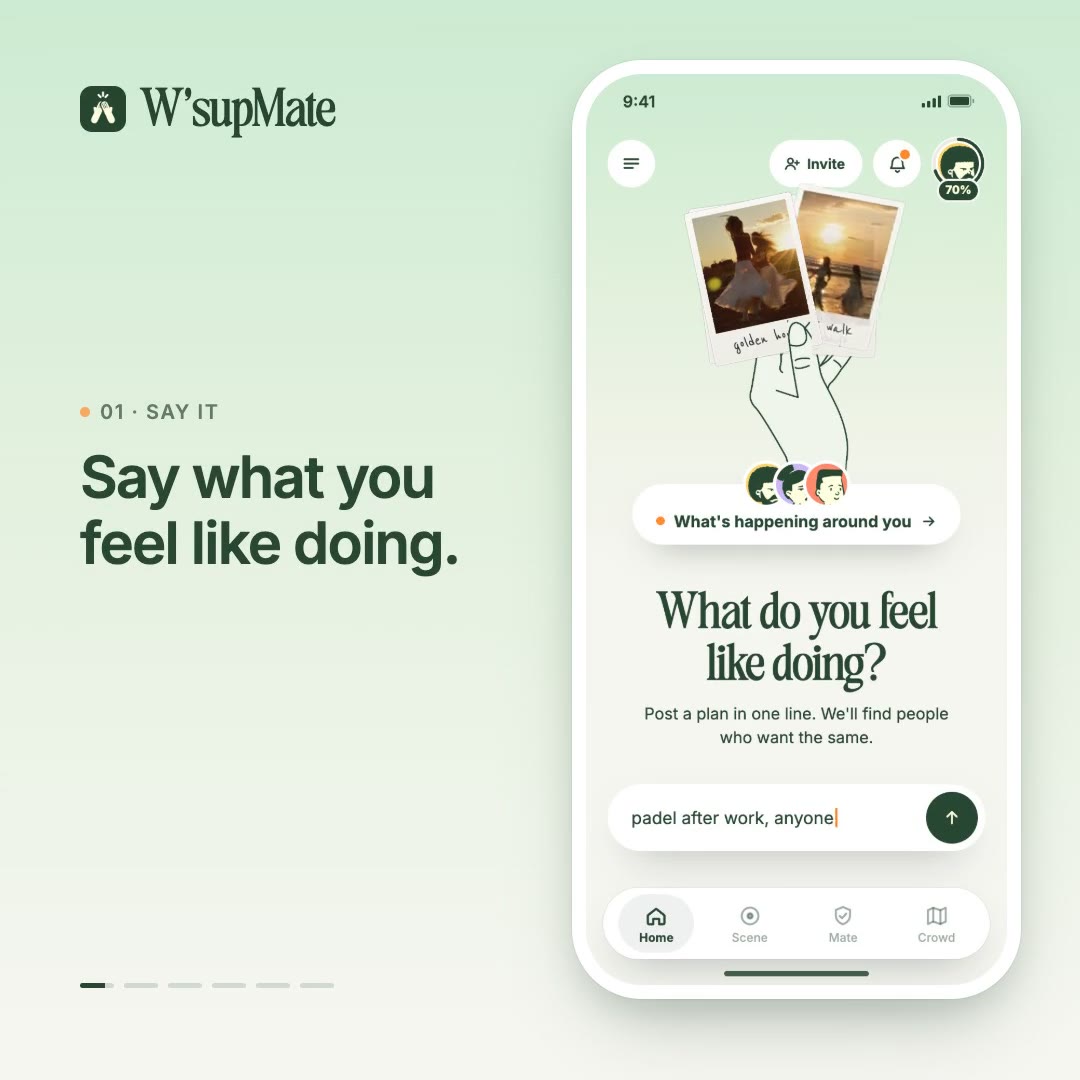 W'supMate
01 · SAY IT
Say what you
feel like doing.
9:41
Invite
70%
golden
walk
What's happening around you →
What do you feel
like doing?
Post a plan in one line. We'll find people
who want the same.
padel after work, anyone
Home
Scene
Mate
Crowd